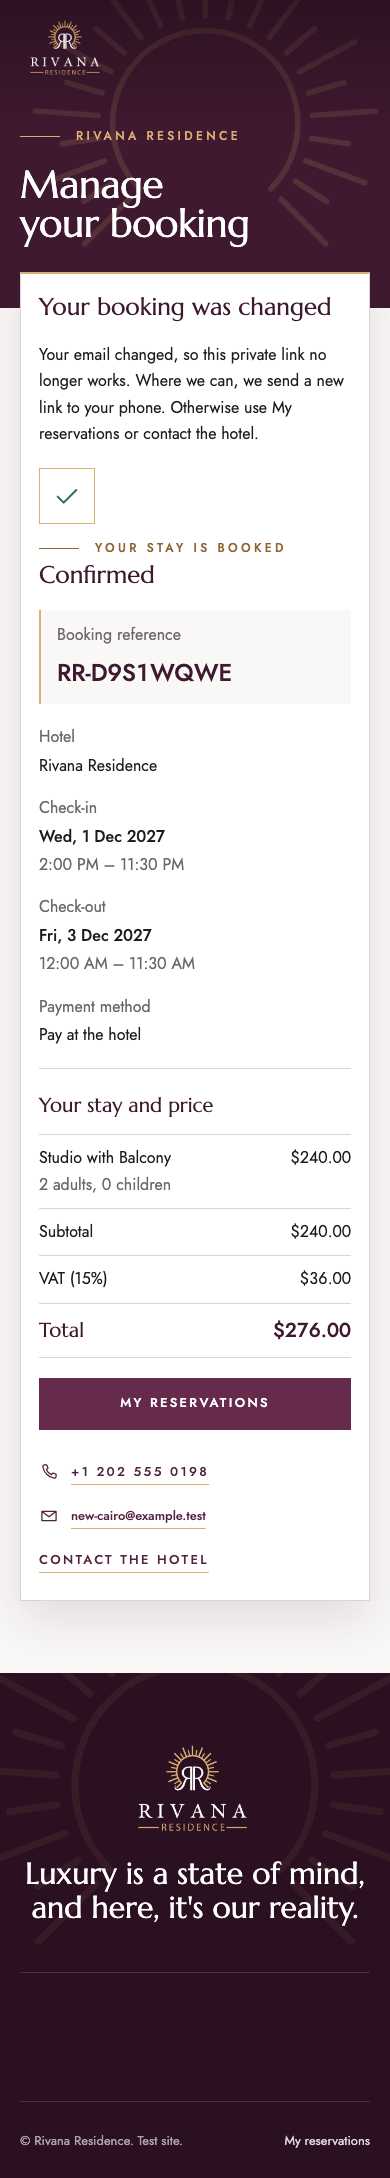 RIVANA
RESIDENCE
RIVANA RESIDENCE
Manage
your booking
Your booking was changed
Your email changed, so this private link no
longer works. Where we can, we send a new
link to your phone. Otherwise use My
reservations or contact the hotel.
YOUR STAY IS BOOKED
Confirmed
Booking reference
RR-D9S1WQWE
Hotel
Rivana Residence
Check-in
Wed, 1 Dec 2027
2:00 PM – 11:30 PM
Check-out
Fri, 3 Dec 2027
12:00 AM – 11:30 AM
Payment method
Pay at the hotel
Your stay and price
Studio with Balcony $240.00
2 adults, 0 children
Subtotal $240.00
VAT (15%) $36.00
Total $276.00
MY RESERVATIONS
+1 202 555 0198
new-cairo@example.test
CONTACT THE HOTEL
RIVANA
RESIDENCE
Luxury is a state of mind,
and here, it's our reality.
© Rivana Residence. Test site. My reservations